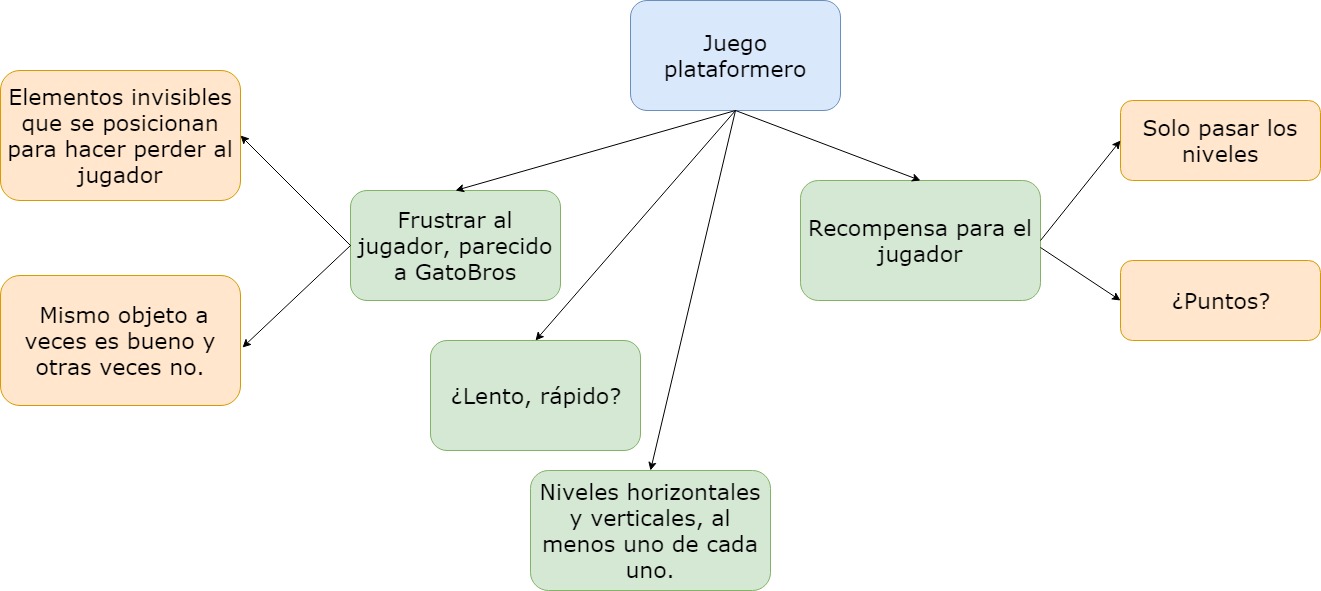 Juego
plataformero
Elementos invisibles
que se posicionan
para hacer perder al
jugador
Solo pasar los
niveles
Frustrar al
jugador, parecido
a GatoBros
Recompensa para el
jugador
Mismo objeto a
veces es bueno y
otras veces no.
¿Puntos?
¿Lento, rápido?
Niveles horizontales
y verticales, al
menos uno de cada
uno.